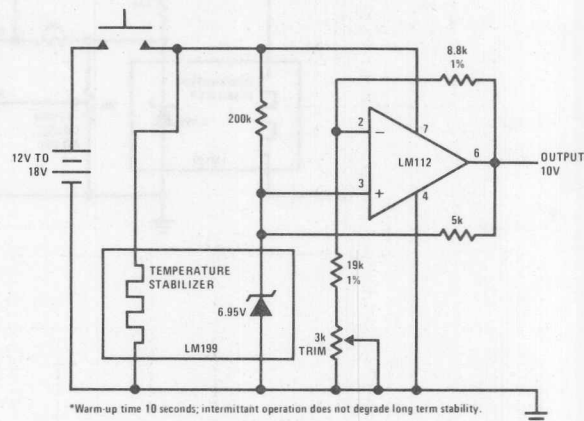 8.8k
1%
200k
2
7
12V TO
18V
LM112
6
OUTPUT
10V
3
4
5k
TEMPERATURE
STABILIZER
19k
1%
6.95V
3k
TRIM
LM199
*Warm-up time 10 seconds; intermittant operation does not degrade long term stability.